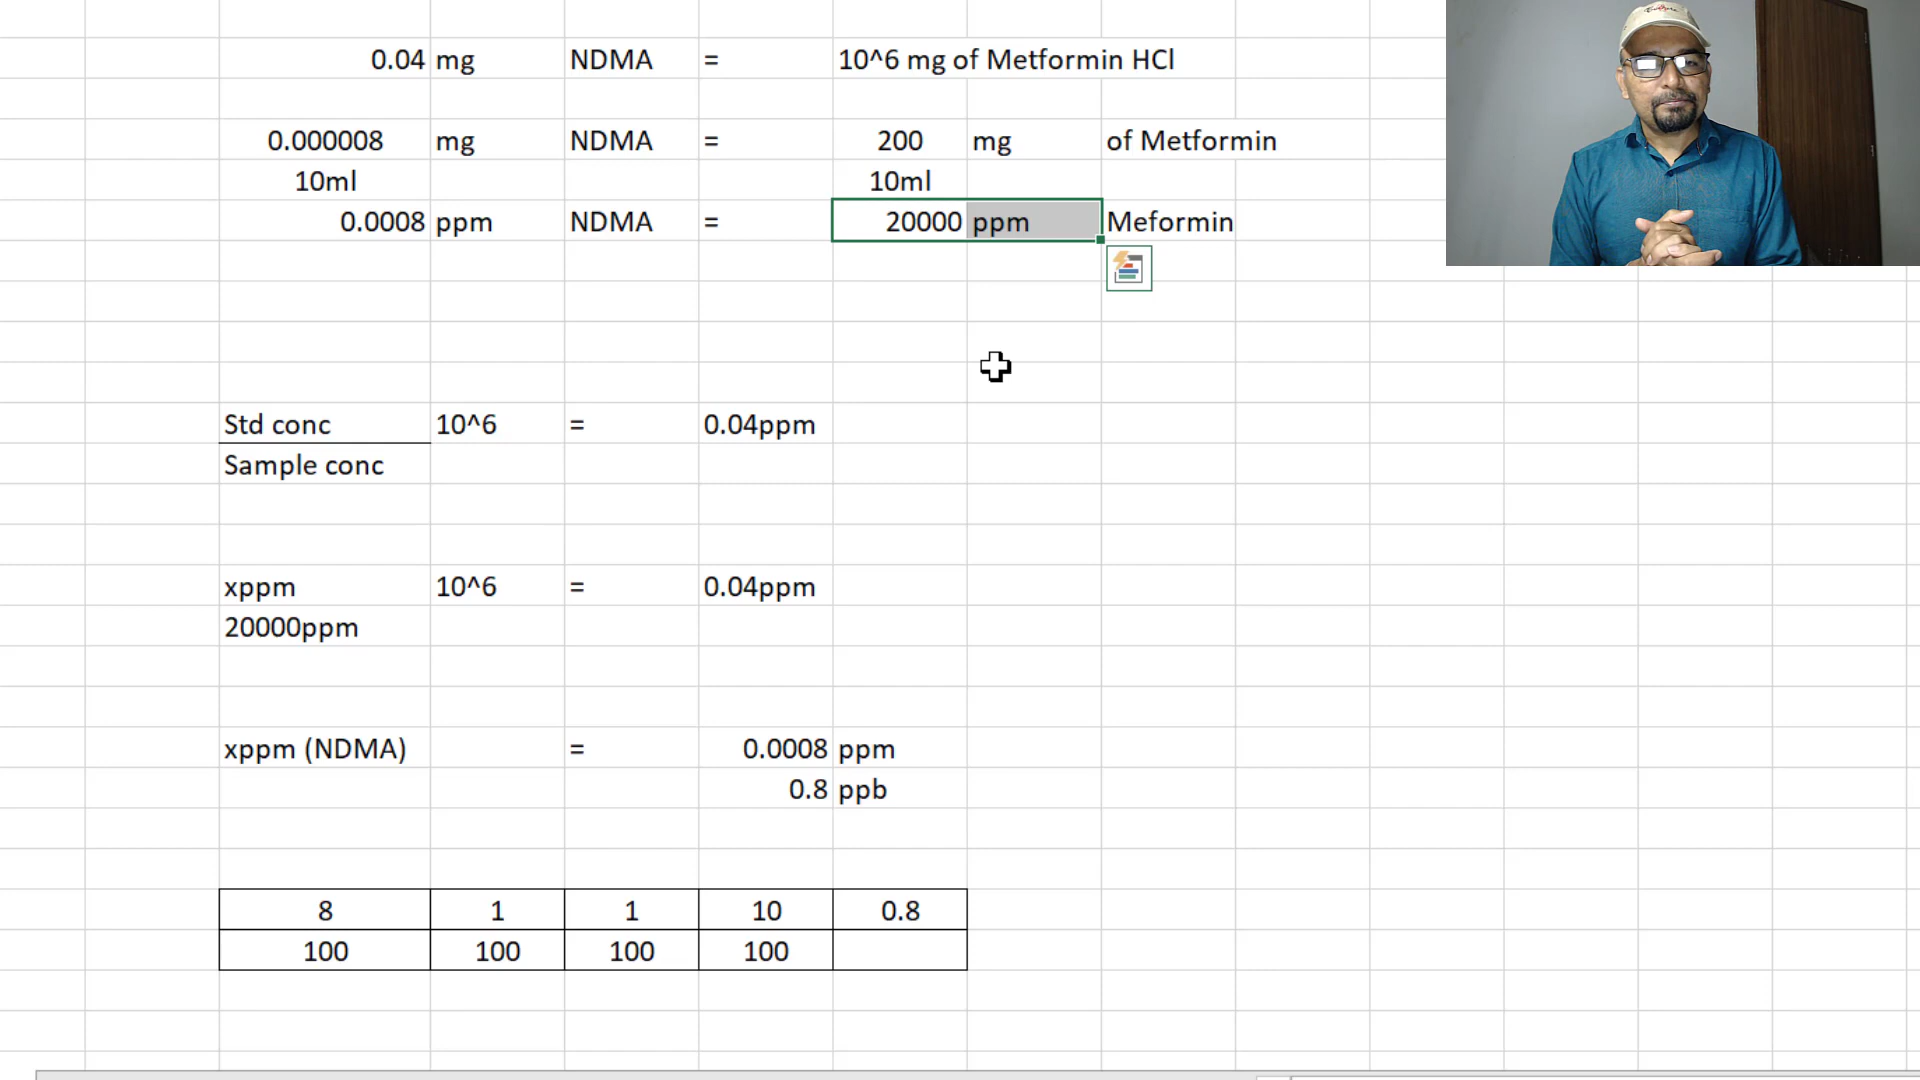 0.04 mg NDMA = 10^6 mg of Metformin HCl
0.000008 mg NDMA = 200 mg of Metformin
10ml 10ml
0.0008 ppm NDMA = 20000 ppm Meformin
Std conc 10^6 = 0.04ppm
Sample conc
xppm 10^6 = 0.04ppm
20000ppm
xppm (NDMA) = 0.0008 ppm
0.8 ppb
8 1 1 10 0.8
100 100 100 100